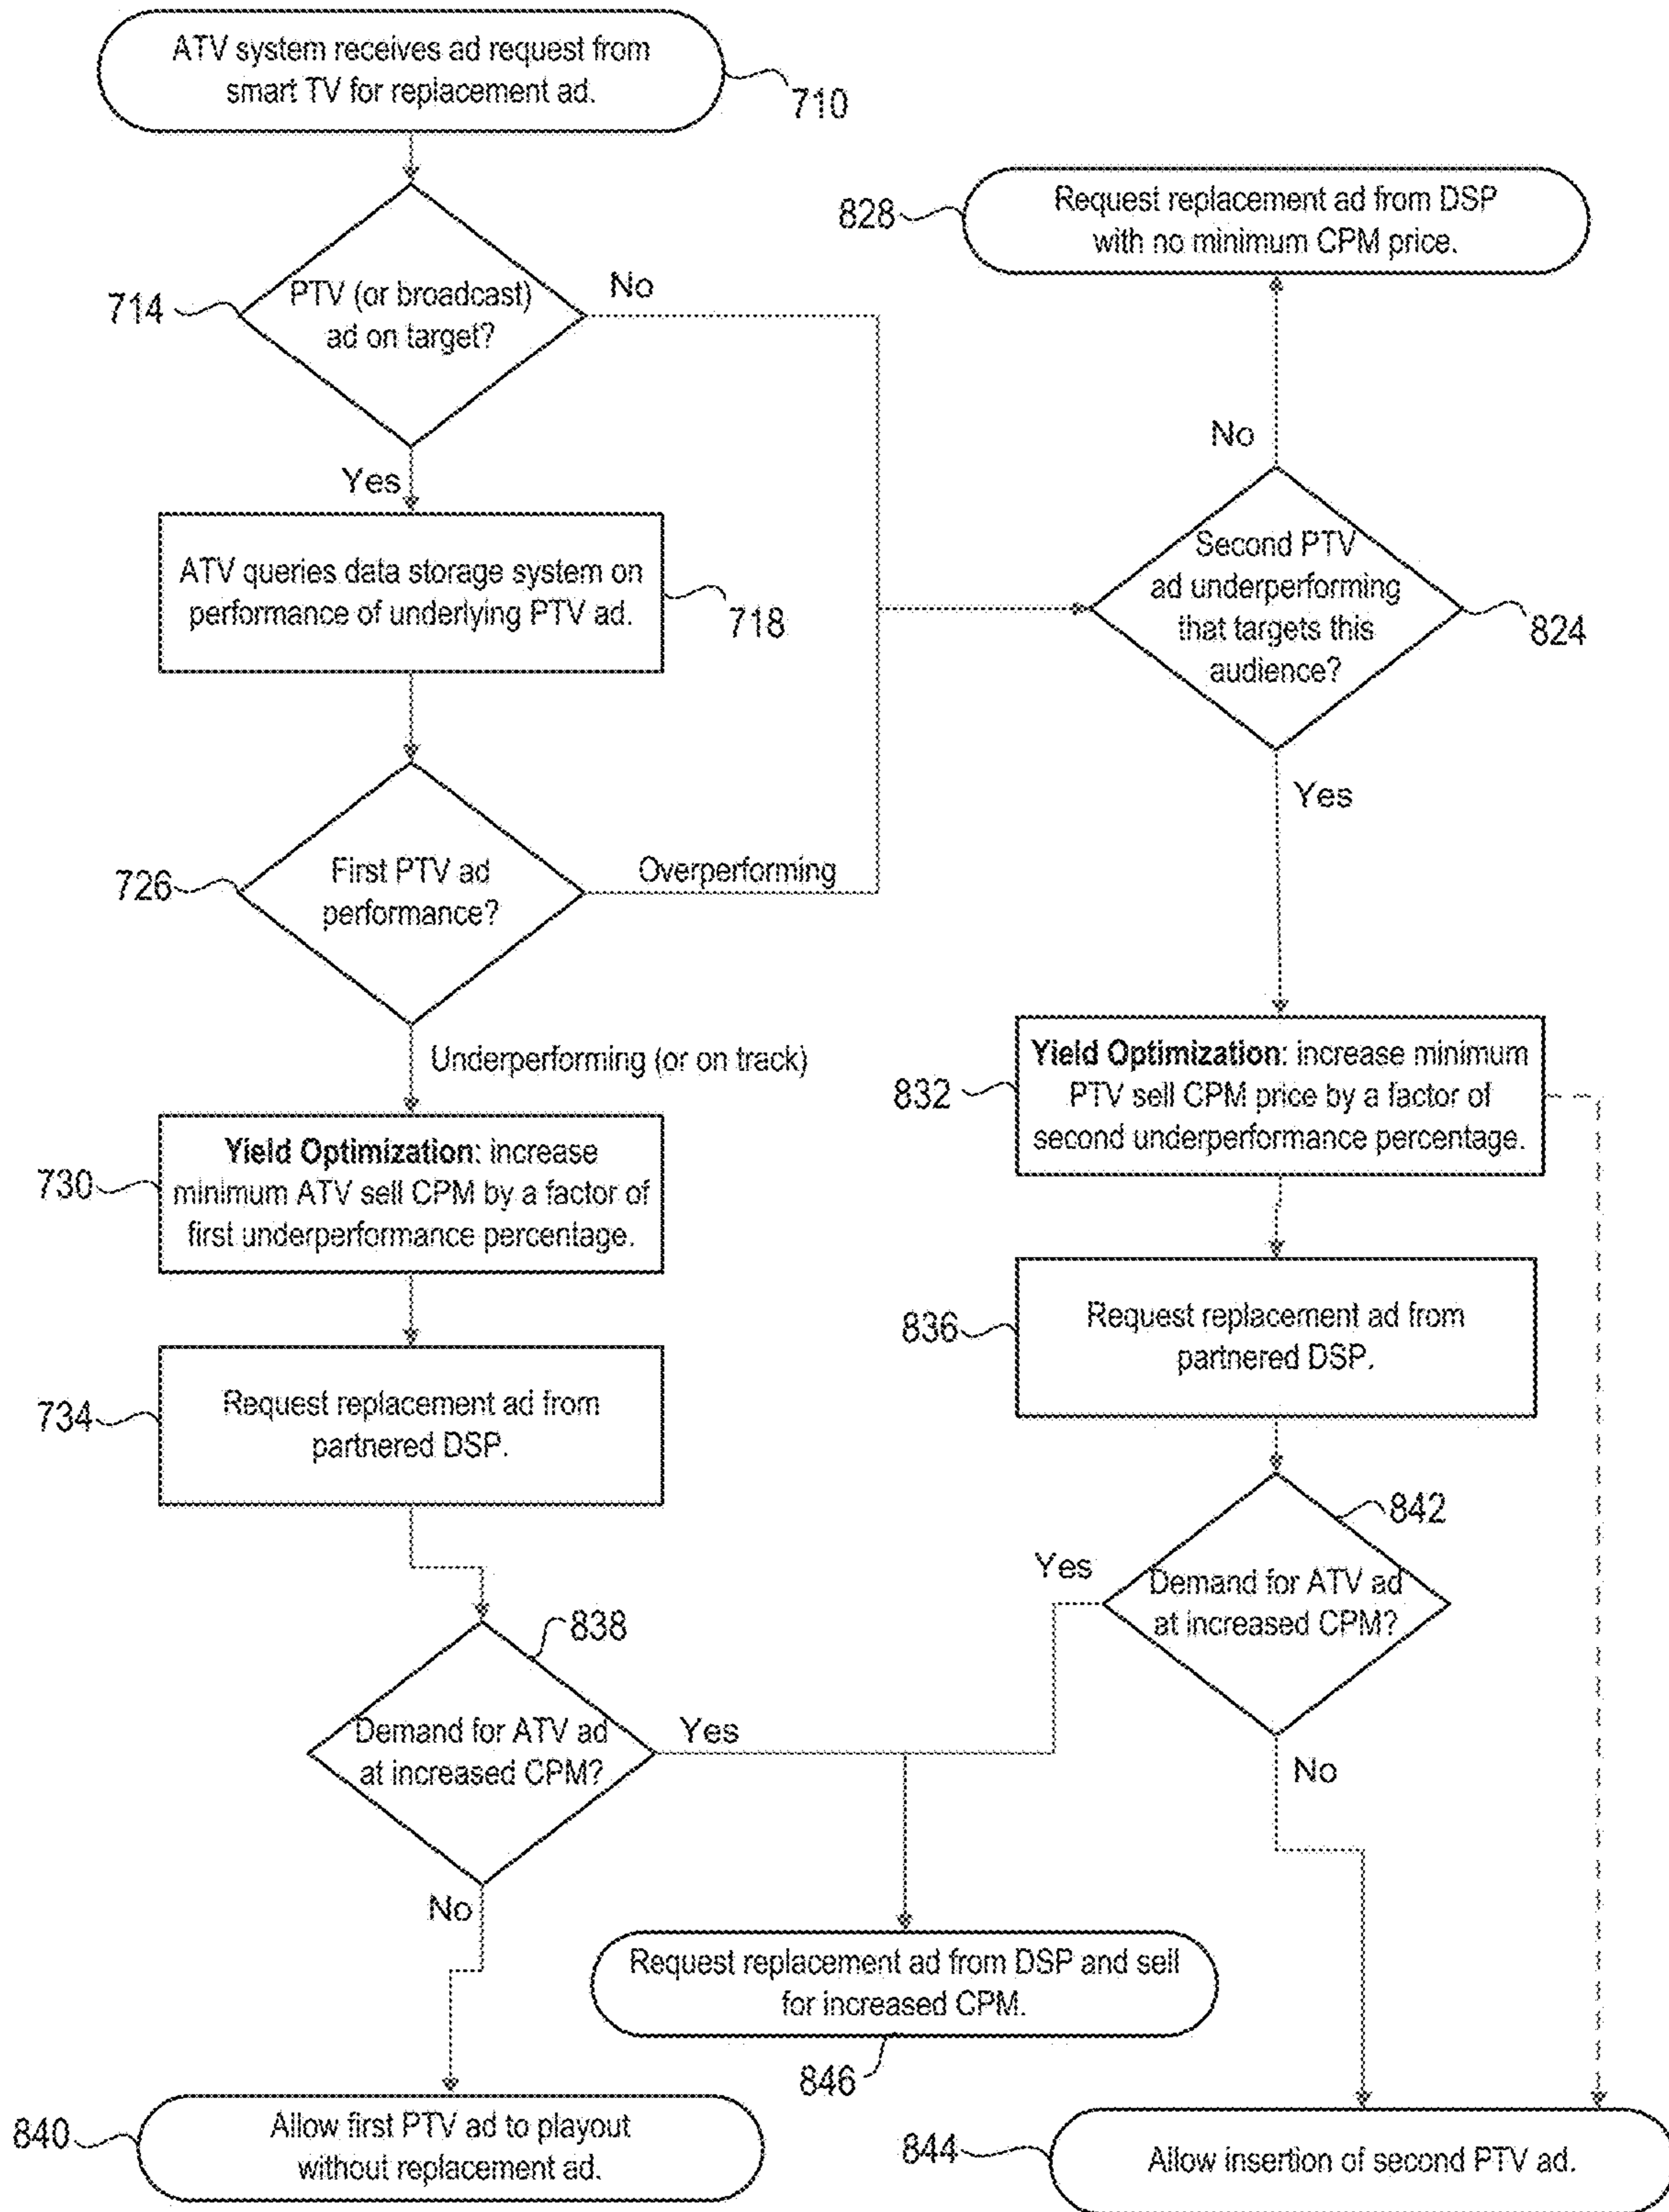 ATV system receives ad request from
smart TV for replacement ad.
710
828
Request replacement ad from DSP
with no minimum CPM price.
714
PTV (or broadcast)
ad on target?
No
Yes
No
ATV queries data storage system on
performance of underlying PTV ad.
718
Second PTV
ad underperforming
that targets this
audience?
824
Yes
726
First PTV ad
performance?
Overperforming
Underperforming (or on track)
832
Yield Optimization: increase minimum
PTV sell CPM price by a factor of
second underperformance percentage.
730
Yield Optimization: increase
minimum ATV sell CPM by a factor of
first underperformance percentage.
836
Request replacement ad from
partnered DSP.
734
Request replacement ad from
partnered DSP.
842
Yes
Demand for ATV ad
at increased CPM?
838
Demand for ATV ad
at increased CPM?
Yes
No
No
Request replacement ad from DSP and sell
for increased CPM.
846
840
Allow first PTV ad to playout
without replacement ad.
844
Allow insertion of second PTV ad.